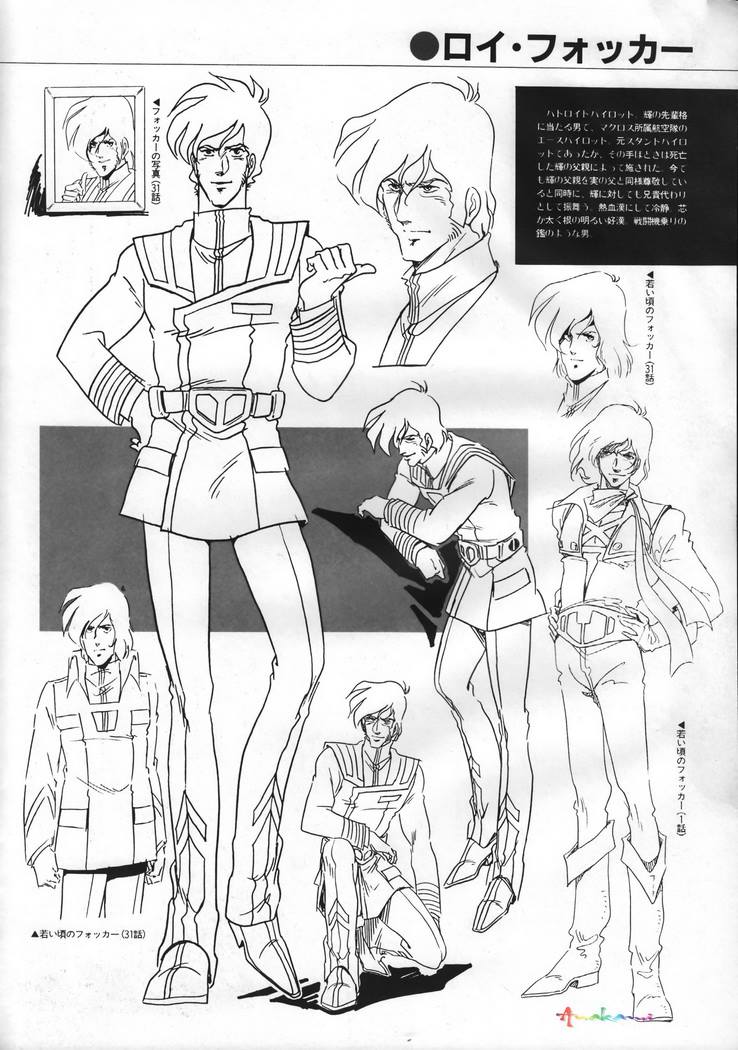 ●ロイ・フォッカー
バトロイドパイロット、輝の先輩格
に当たる男で、マクロス所属航空隊の
エースパイロット、元スタントパイロ
ットであったが、その手ほどきは死亡
した輝の父親によって施された。今で
も輝の父親を実の父と同様尊敬してい
ると同時に、輝に対しても兄貴代わり
として振舞う。熱血漢にして冷静、芯
が太く根の明るい好漢。戦闘機乗りの
鑑のような男。
▲フォッカーの写真(31話)
▲若い頃のフォッカー(31話)
▲若い頃のフォッカー(1話)
▲若い頃のフォッカー(31話)
Anakami